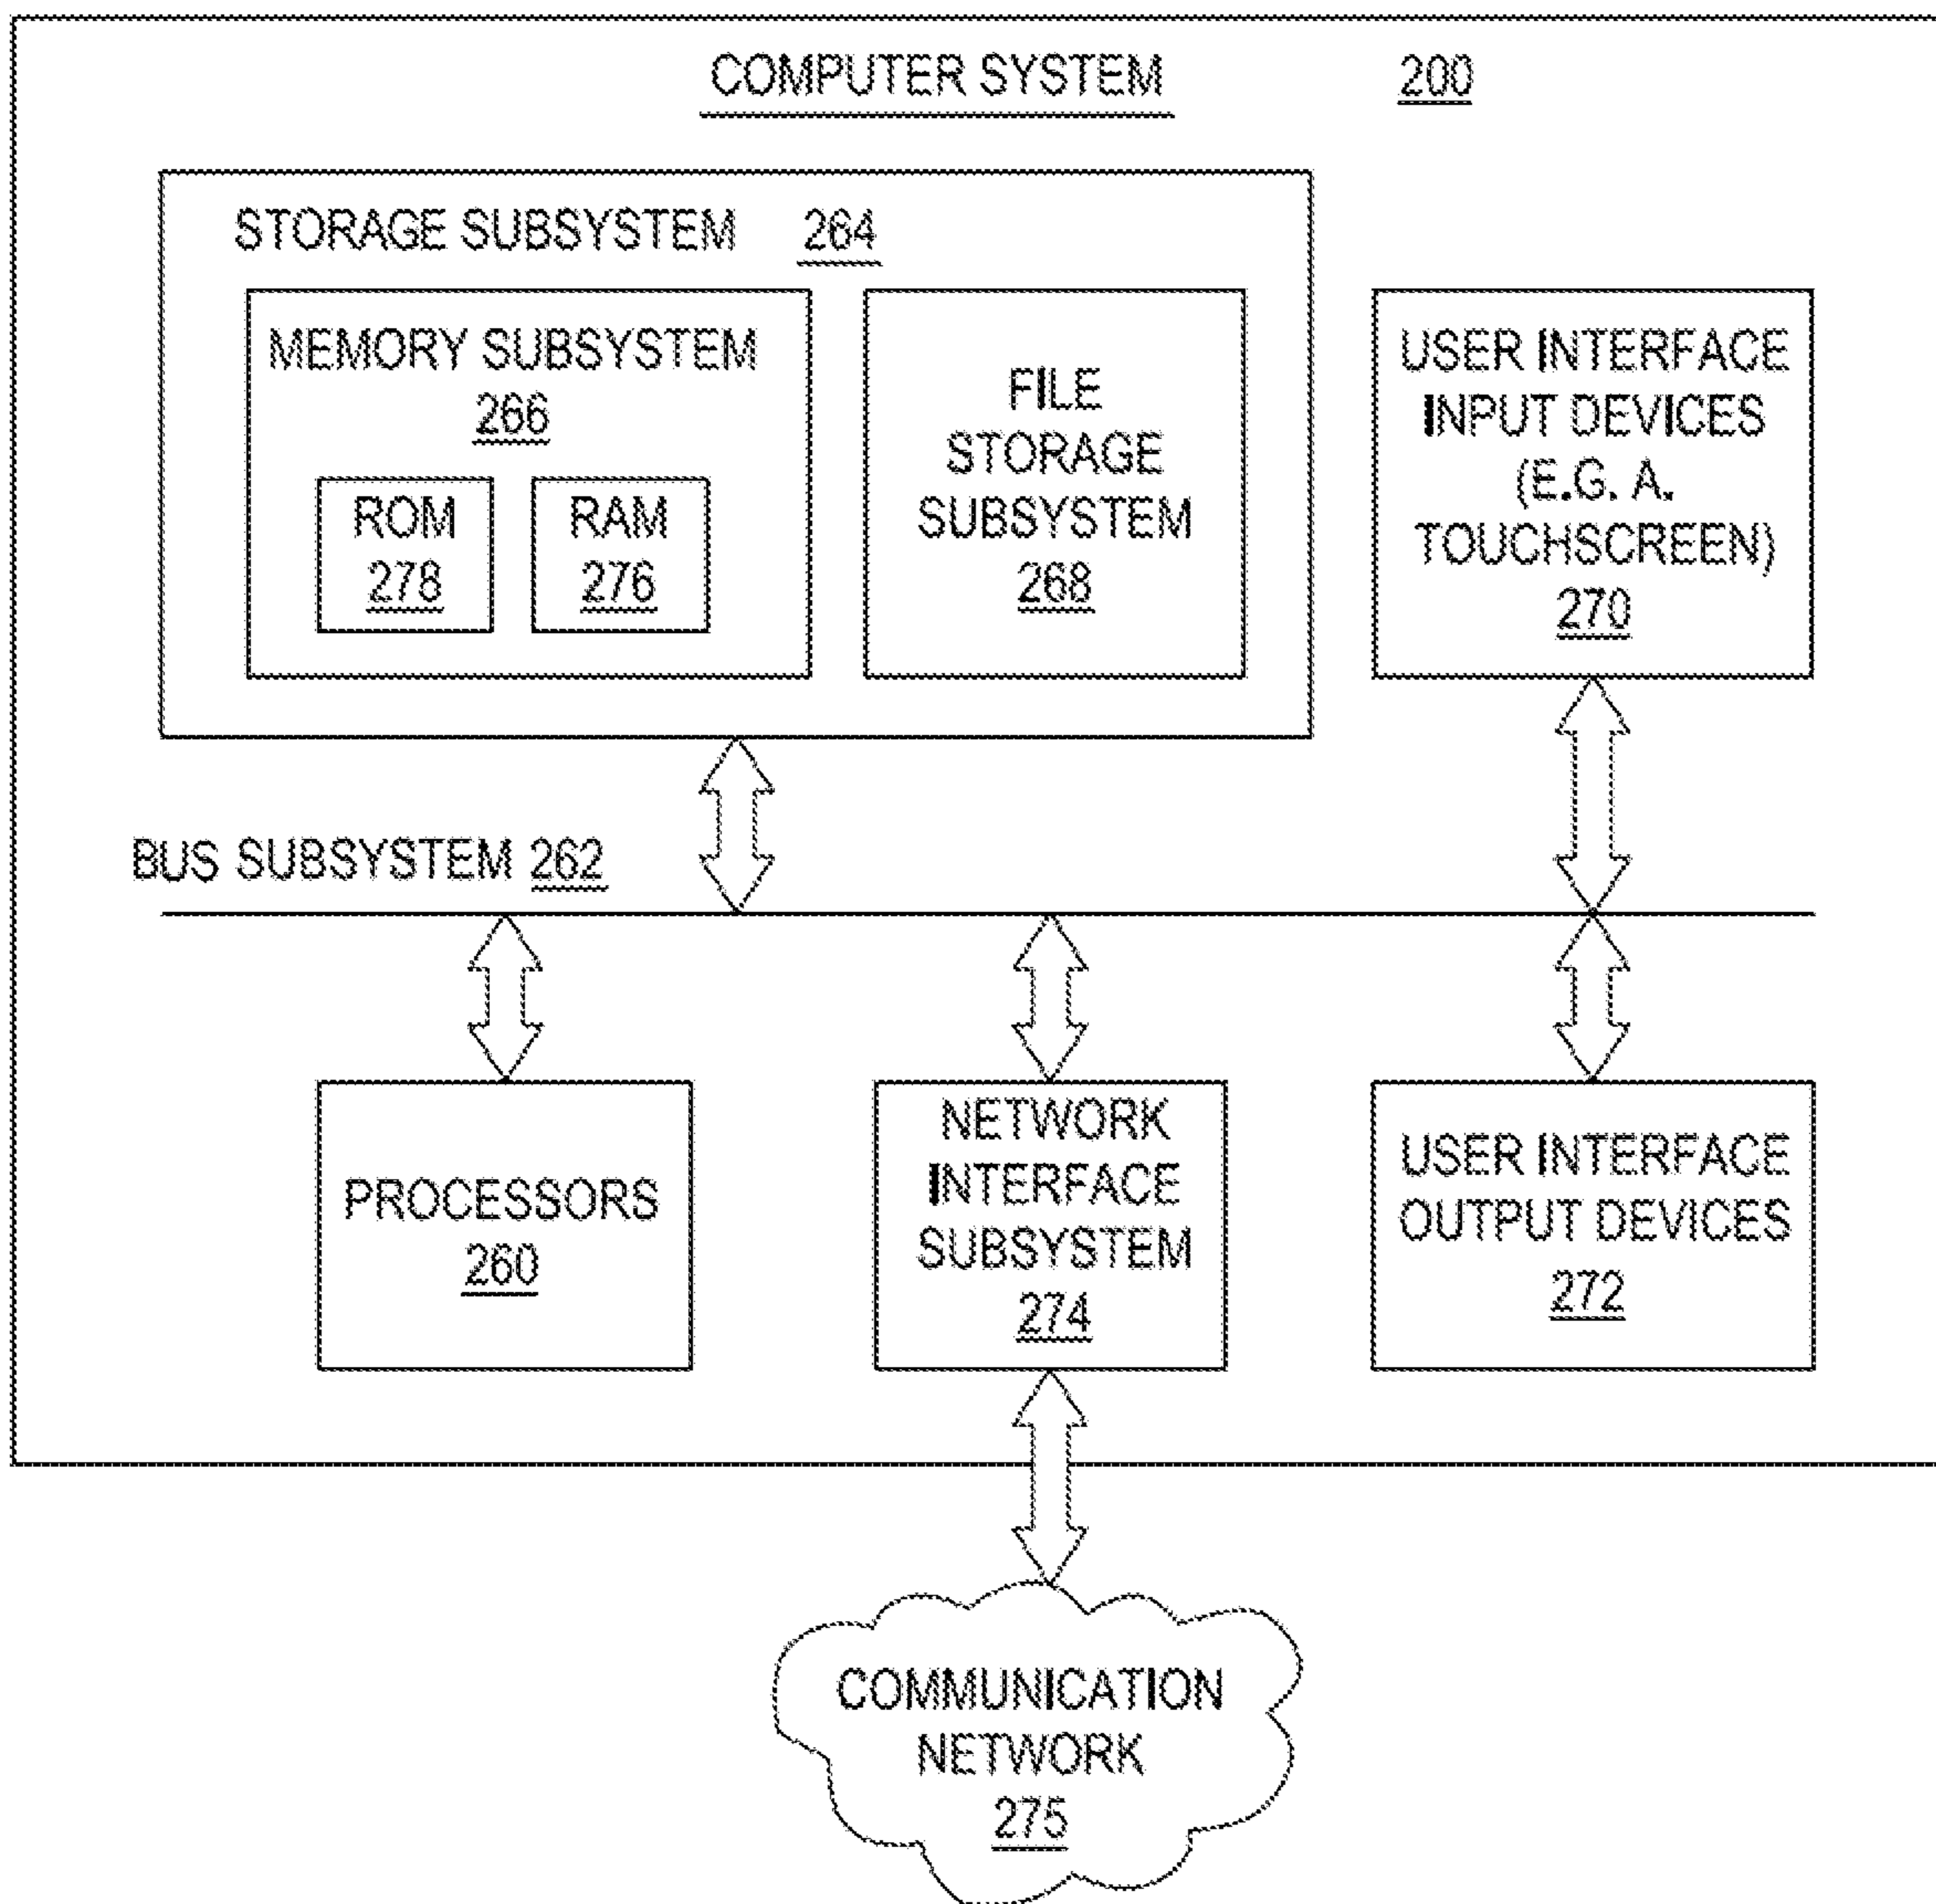 COMPUTER SYSTEM 200
STORAGE SUBSYSTEM 264
MEMORY SUBSYSTEM
266
ROM
278
RAM
276
FILE
STORAGE
SUBSYSTEM
268
USER INTERFACE
INPUT DEVICES
(E.G. A.
TOUCHSCREEN)
270
BUS SUBSYSTEM 262
PROCESSORS
260
NETWORK
INTERFACE
SUBSYSTEM
274
USER INTERFACE
OUTPUT DEVICES
272
COMMUNICATION
NETWORK
275